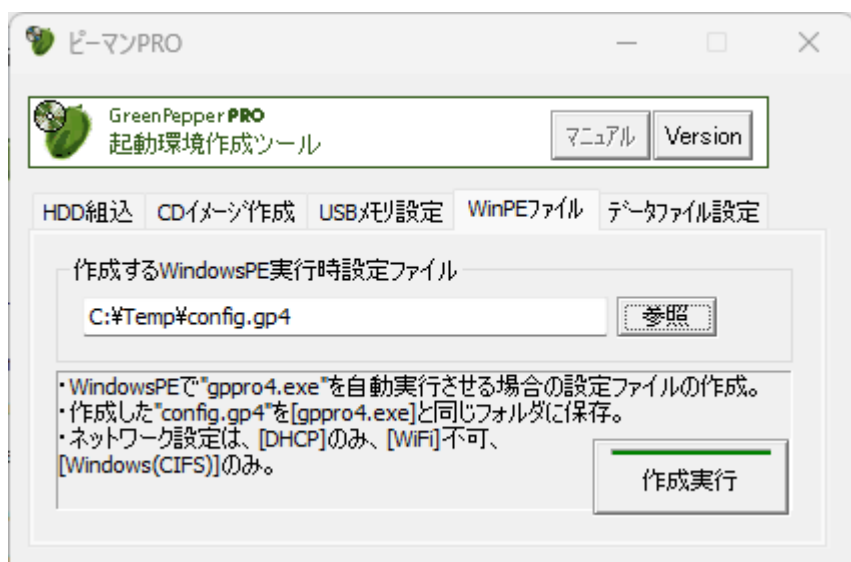 ピーマンPRO
GreenPepper PRO
起動環境作成ツール
マニュアル
Version
HDD組込
CDイメージ作成
USBメモリ設定
WinPEファイル
データファイル設定
作成するWindowsPE実行時設定ファイル
C:¥Temp¥config.gp4
参照
・WindowsPEで"gppro4.exe"を自動実行させる場合の設定ファイルの作成。
・作成した"config.gp4"を[gppro4.exe]と同じフォルダに保存。
・ネットワーク設定は、[DHCP]のみ、[WiFi]不可、
[Windows(CIFS)]のみ。
作成実行